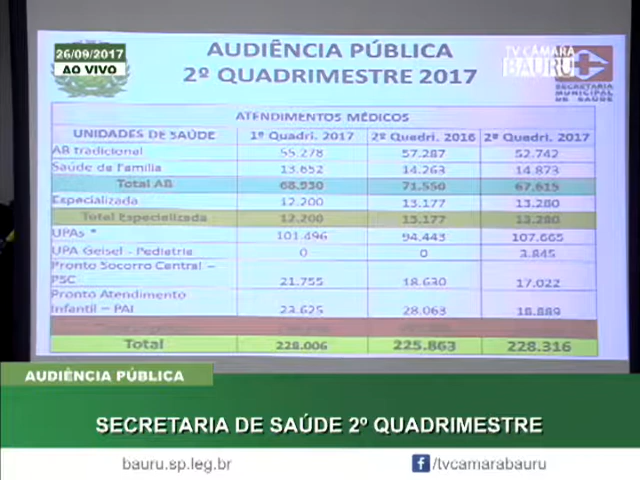 26/09/2017
AO VIVO
AUDIÊNCIA PÚBLICA
2º QUADRIMESTRE 2017
TV CÂMARA
BAURU
SECRETARIA
MUNICIPAL
DE SAÚDE
ATENDIMENTOS MÉDICOS
UNIDADES DE SAÚDE 1º Quadri. 2017 2º Quadri. 2016 2º Quadri. 2017
AB tradicional 55.278 57.287 52.742
Saúde da Família 13.652 14.263 14.873
Total AB 68.930 71.550 67.615
Especializada 12.200 13.177 13.280
Total Especializada 12.200 13.177 13.280
UPAs * 101.496 94.443 107.665
UPA Geisel - Pediatria 0 0 3.845
Pronto Socorro Central –
PSC 21.755 18.630 17.022
Pronto Atendimento
Infantil – PAI 23.625 28.063 18.889
Total 228.006 225.863 228.316
AUDIÊNCIA PÚBLICA
SECRETARIA DE SAÚDE 2º QUADRIMESTRE
bauru.sp.leg.br
/tvcamarabauru